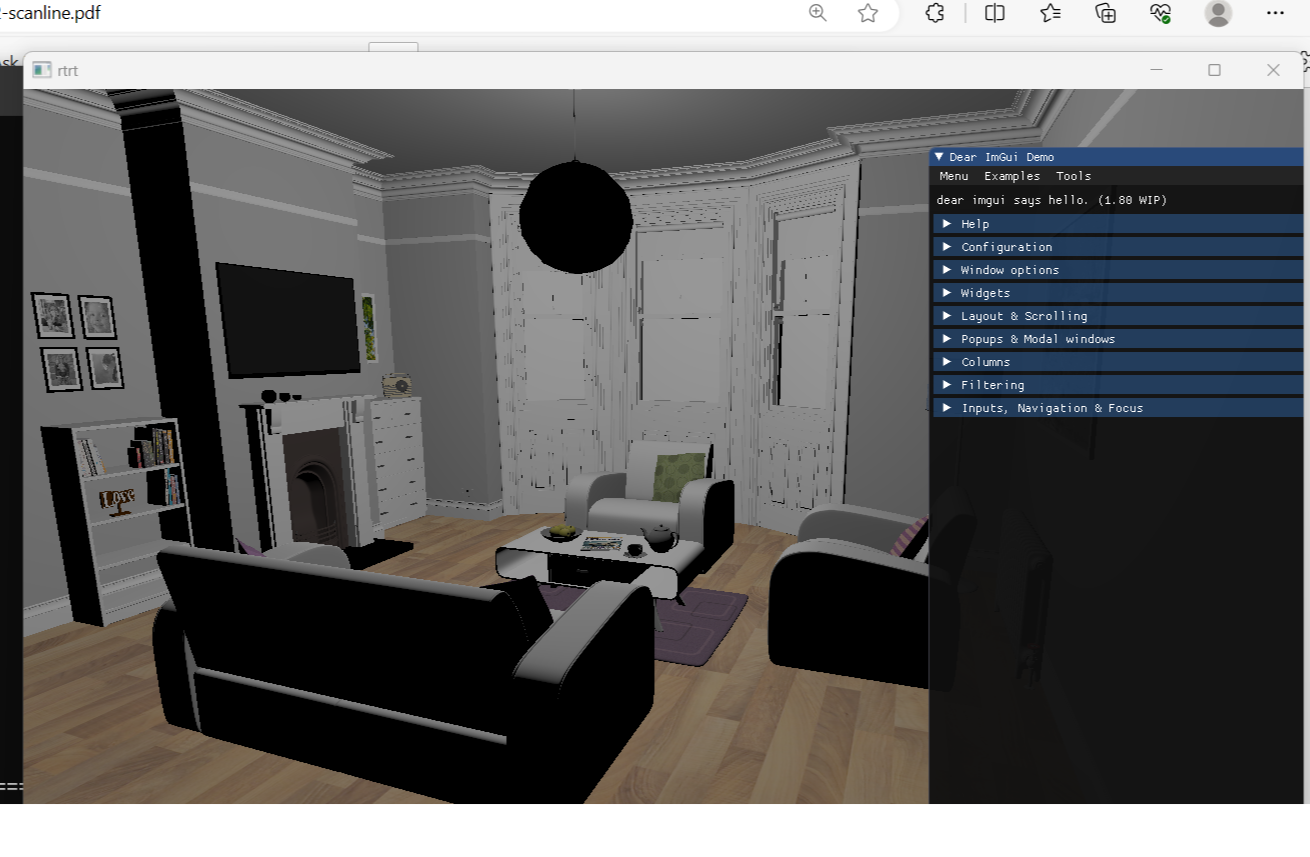 -scanline.pdf
sk
rtrt
Dear ImGui Demo
Menu Examples Tools
dear imgui says hello. (1.80 WIP)
Help
Configuration
Window options
Widgets
Layout & Scrolling
Popups & Modal windows
Columns
Filtering
Inputs, Navigation & Focus
Love
===